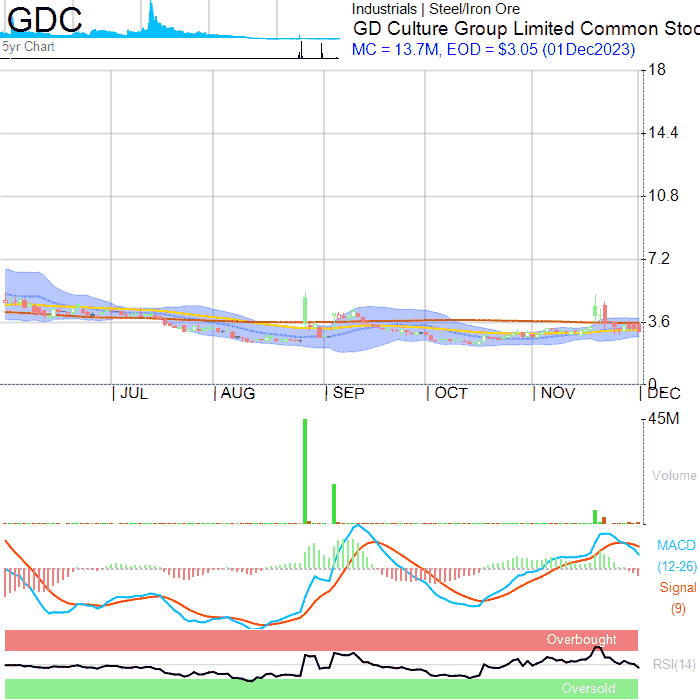 GDC
5yr Chart
Industrials | Steel/Iron Ore
GD Culture Group Limited Common Stoc
MC = 13.7M, EOD = $3.05 (01Dec2023)
18
14.4
10.8
7.2
3.6
0
JUL AUG SEP OCT NOV DEC
45M
Volume
MACD
(12-26)
Signal
(9)
Overbought
RSI(14)
Oversold